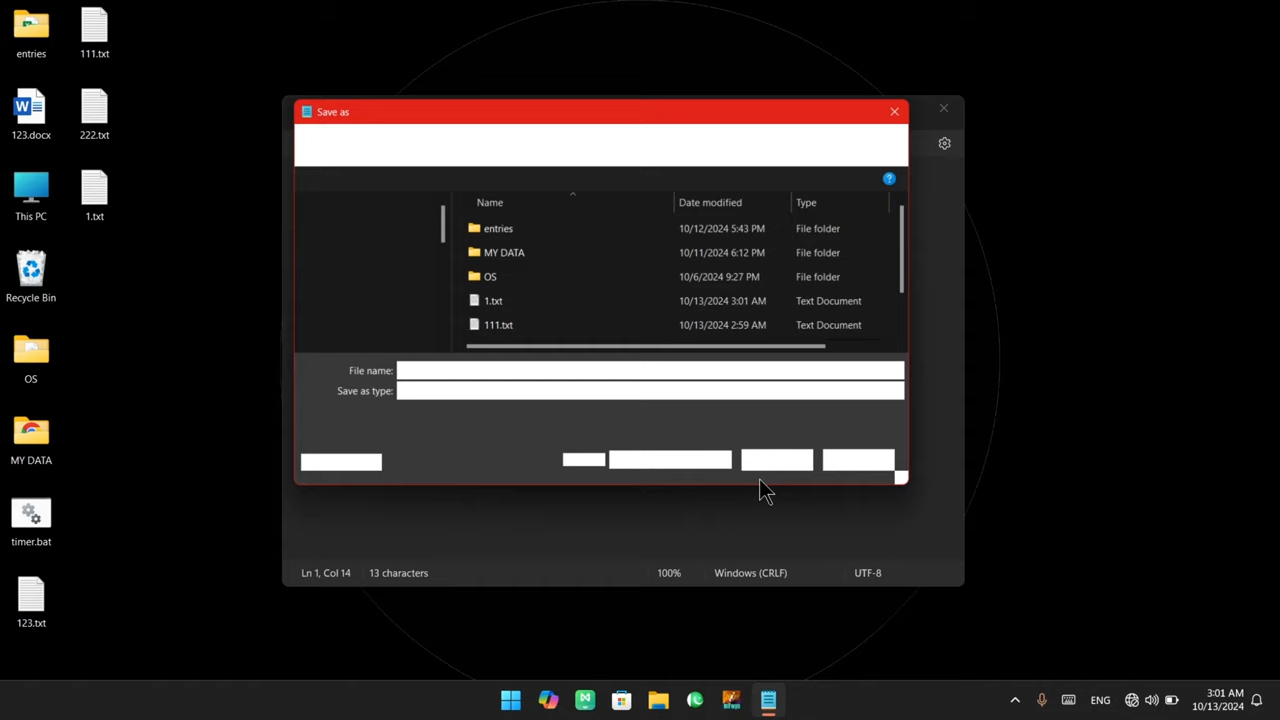 entries
111.txt
123.docx
222.txt
This PC
1.txt
Recycle Bin
OS
MY DATA
timer.bat
123.txt
Save as
Name
Date modified
Type
entries
10/12/2024 5:43 PM
File folder
MY DATA
10/11/2024 6:12 PM
File folder
OS
10/6/2024 9:27 PM
File folder
1.txt
10/13/2024 3:01 AM
Text Document
111.txt
10/13/2024 2:59 AM
Text Document
File name:
Save as type:
Ln 1, Col 14
13 characters
100%
Windows (CRLF)
UTF-8
ENG
3:01 AM
10/13/2024